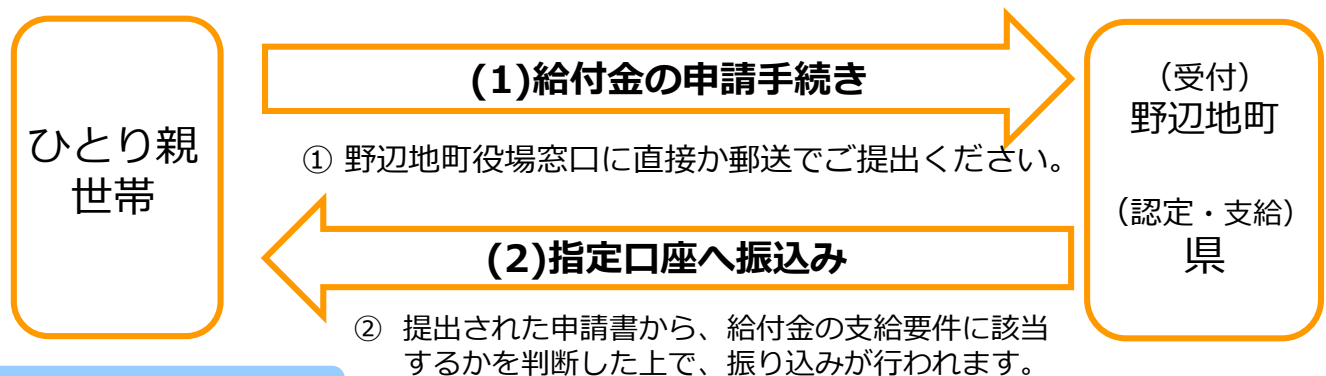 ひとり親
世帯
(1)給付金の申請手続き
① 野辺地町役場窓口に直接か郵送でご提出ください。
(2)指定口座へ振込み
② 提出された申請書から、給付金の支給要件に該当
するかを判断した上で、振り込みが行われます。
（受付）
野辺地町
（認定・支給）
県